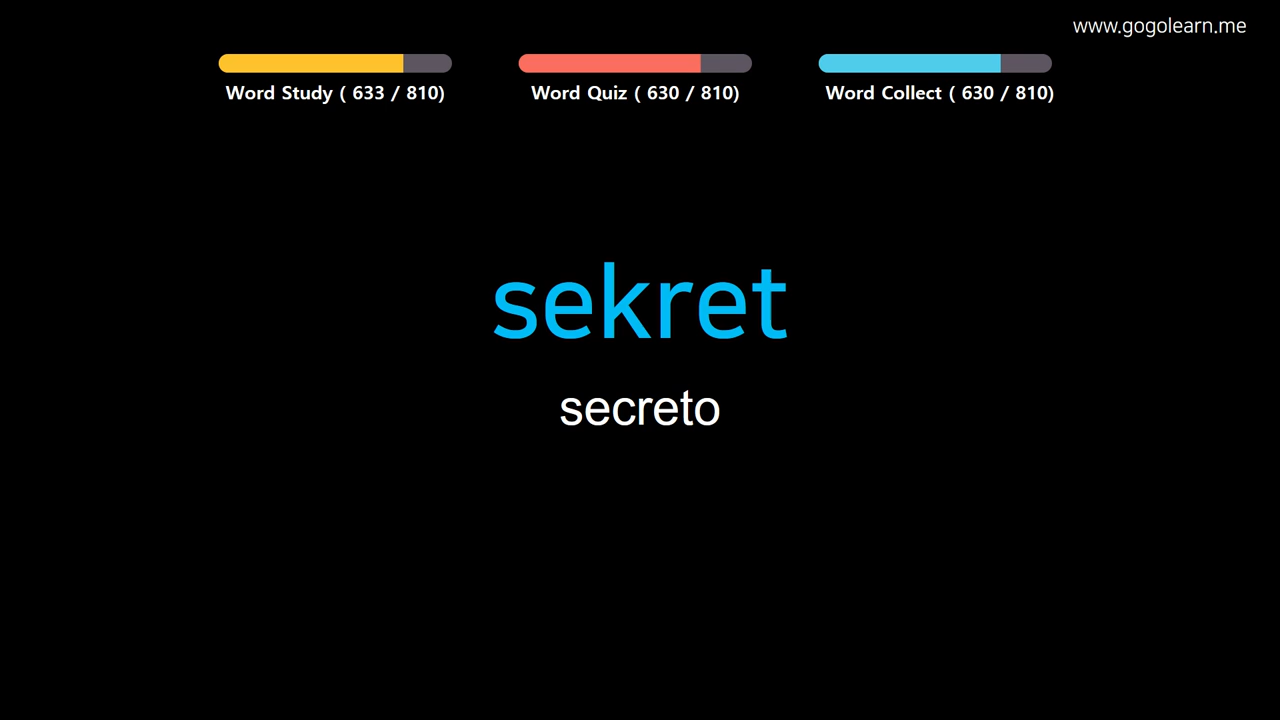 www.gogolearn.me
Word Study ( 633 / 810)
Word Quiz ( 630 / 810)
Word Collect ( 630 / 810)
sekret
secreto